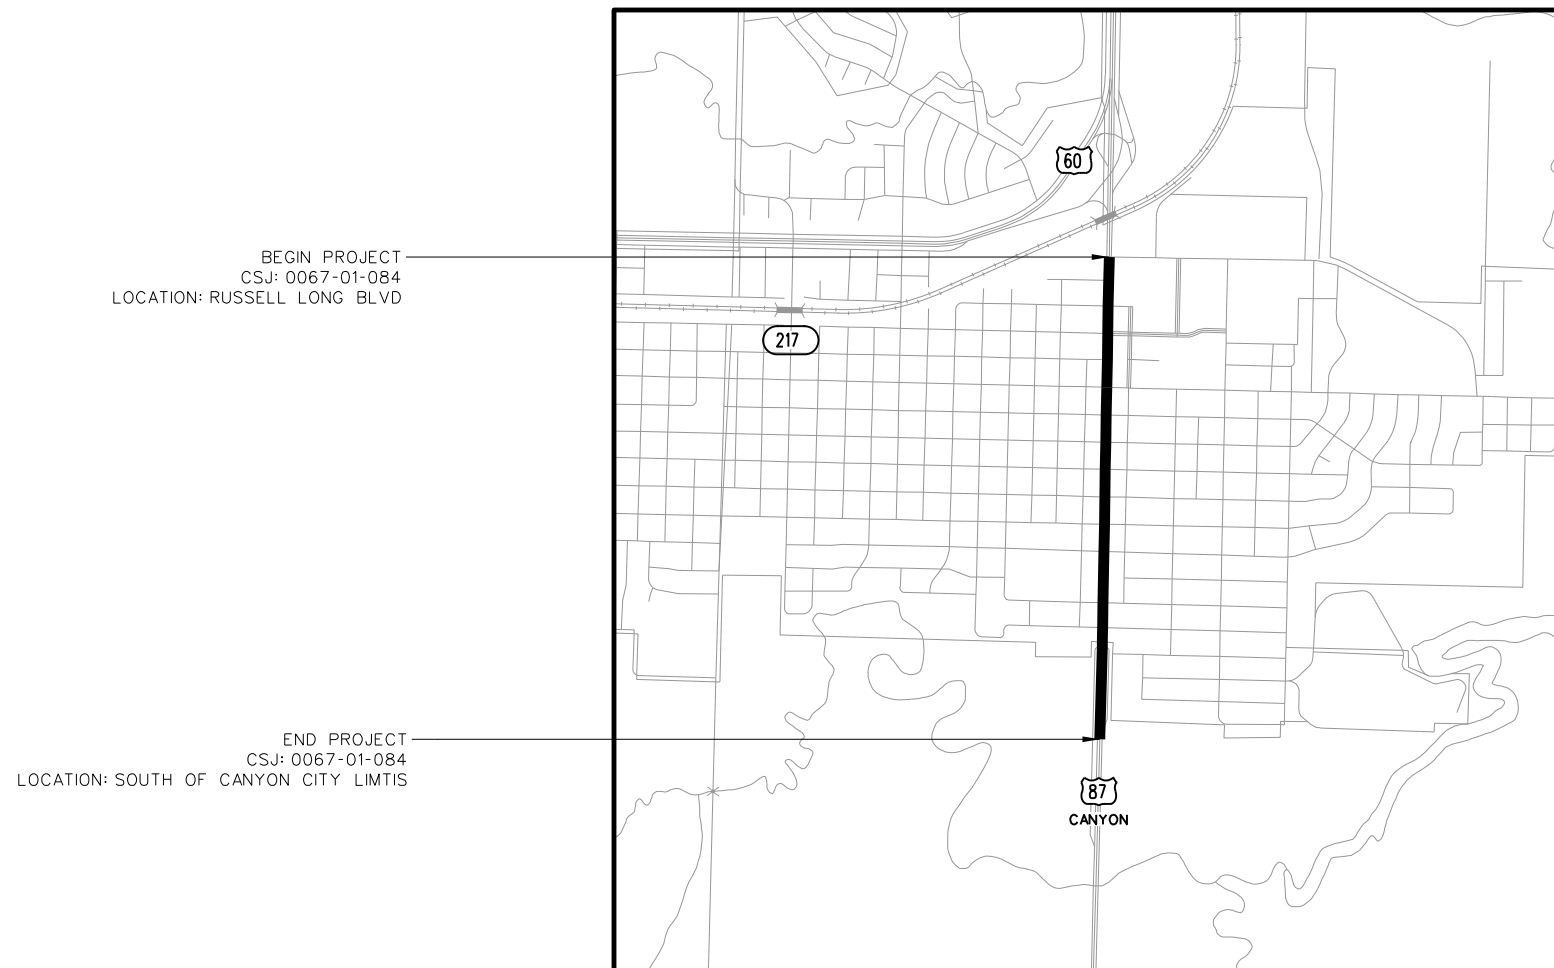 60
BEGIN PROJECT
CSJ: 0067-01-084
LOCATION: RUSSELL LONG BLVD
217
END PROJECT
CSJ: 0067-01-084
LOCATION: SOUTH OF CANYON CITY LIMTIS
87
CANYON